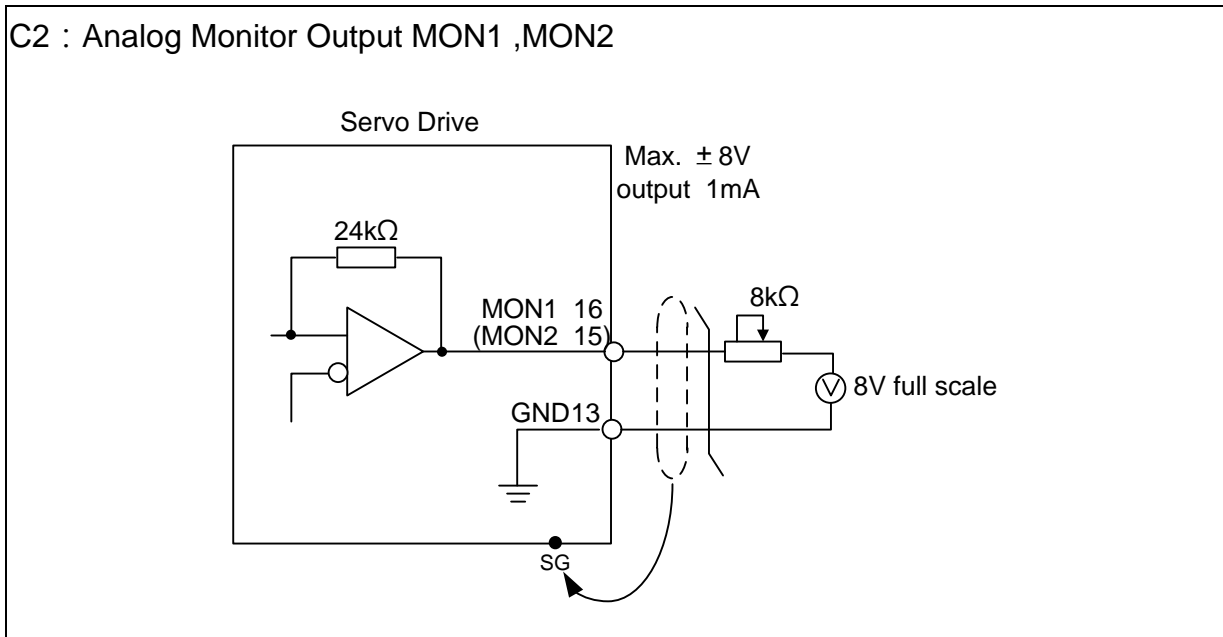 C2 : Analog Monitor Output MON1 ,MON2
Servo Drive
Max. ± 8V
output 1mA
24kΩ
MON1 16
(MON2 15)
8kΩ
V
8V full scale
GND13
SG